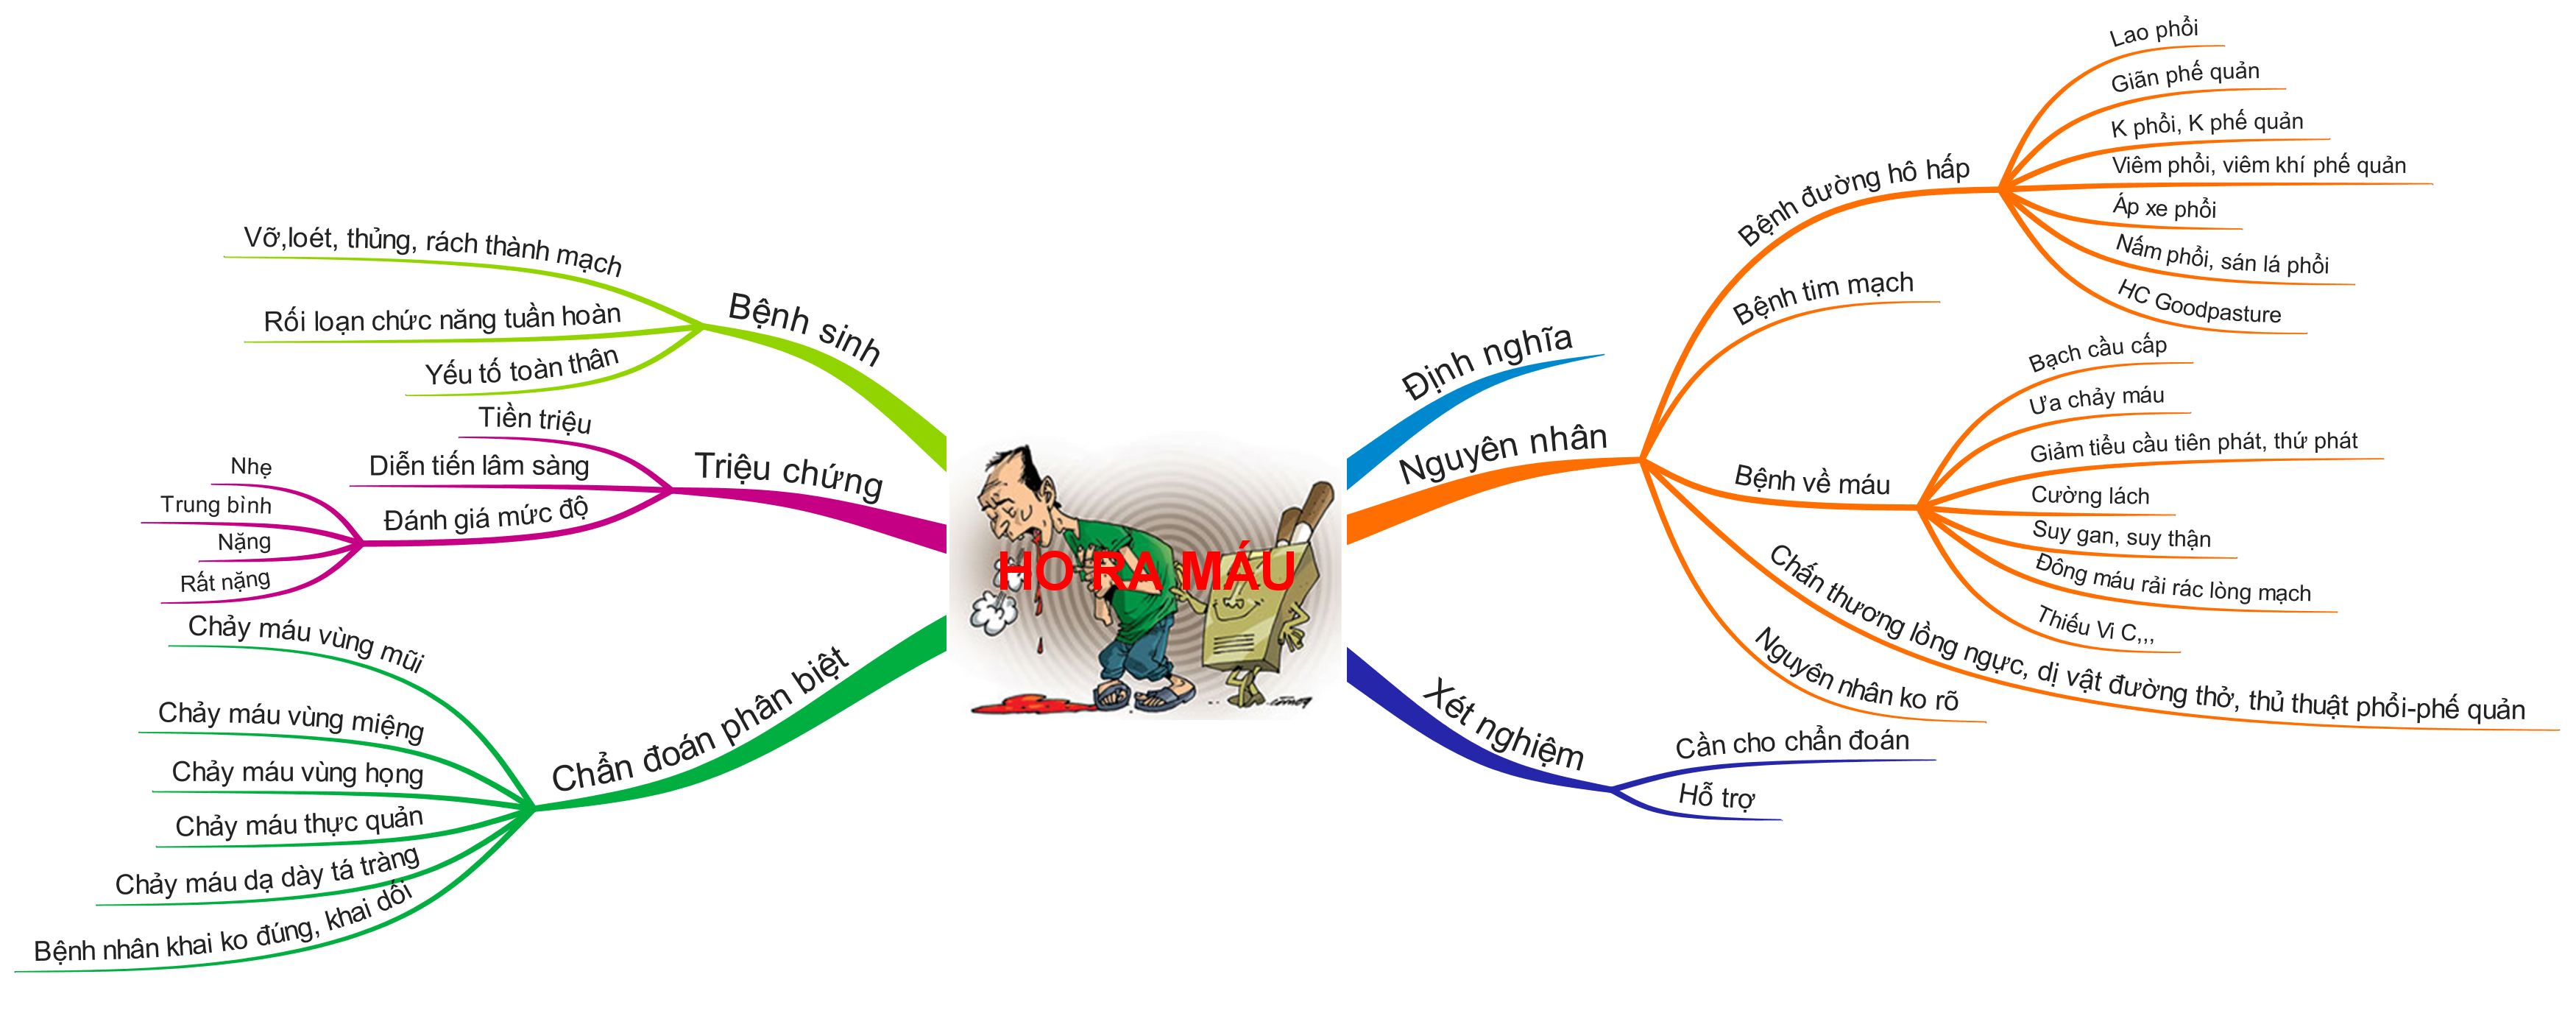 HO RA MÁU
Định nghĩa
Nguyên nhân
Bệnh đường hô hấp
Lao phổi
Giãn phế quản
K phổi, K phế quản
Viêm phổi, viêm khí phế quản
Áp xe phổi
Nấm phổi, sán lá phổi
HC Goodpasture
Bệnh tim mạch
Bệnh về máu
Bạch cầu cấp
Ưa chảy máu
Giảm tiểu cầu tiên phát, thứ phát
Cường lách
Suy gan, suy thận
Đông máu rải rác lòng mạch
Thiếu Vi C,,,
Chấn thương lồng ngực, dị vật đường thở, thủ thuật phổi-phế quản
Nguyên nhân ko rõ
Xét nghiệm
Cần cho chẩn đoán
Hỗ trợ
Bệnh sinh
Vỡ,loét, thủng, rách thành mạch
Rối loạn chức năng tuần hoàn
Yếu tố toàn thân
Triệu chứng
Tiền triệu
Diễn tiến lâm sàng
Đánh giá mức độ
Nhẹ
Trung bình
Nặng
Rất nặng
Chẩn đoán phân biệt
Chảy máu vùng mũi
Chảy máu vùng miệng
Chảy máu vùng họng
Chảy máu thực quản
Chảy máu dạ dày tá tràng
Bệnh nhân khai ko đúng, khai dối